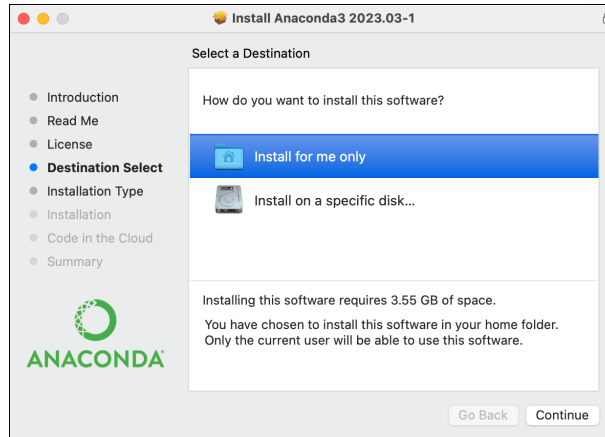 Install Anaconda3 2023.03-1
Select a Destination
Introduction
Read Me
License
Destination Select
Installation Type
Installation
Code in the Cloud
Summary
ANACONDA
How do you want to install this software?
Install for me only
Install on a specific disk...
Installing this software requires 3.55 GB of space.
You have chosen to install this software in your home folder.
Only the current user will be able to use this software.
Go Back
Continue